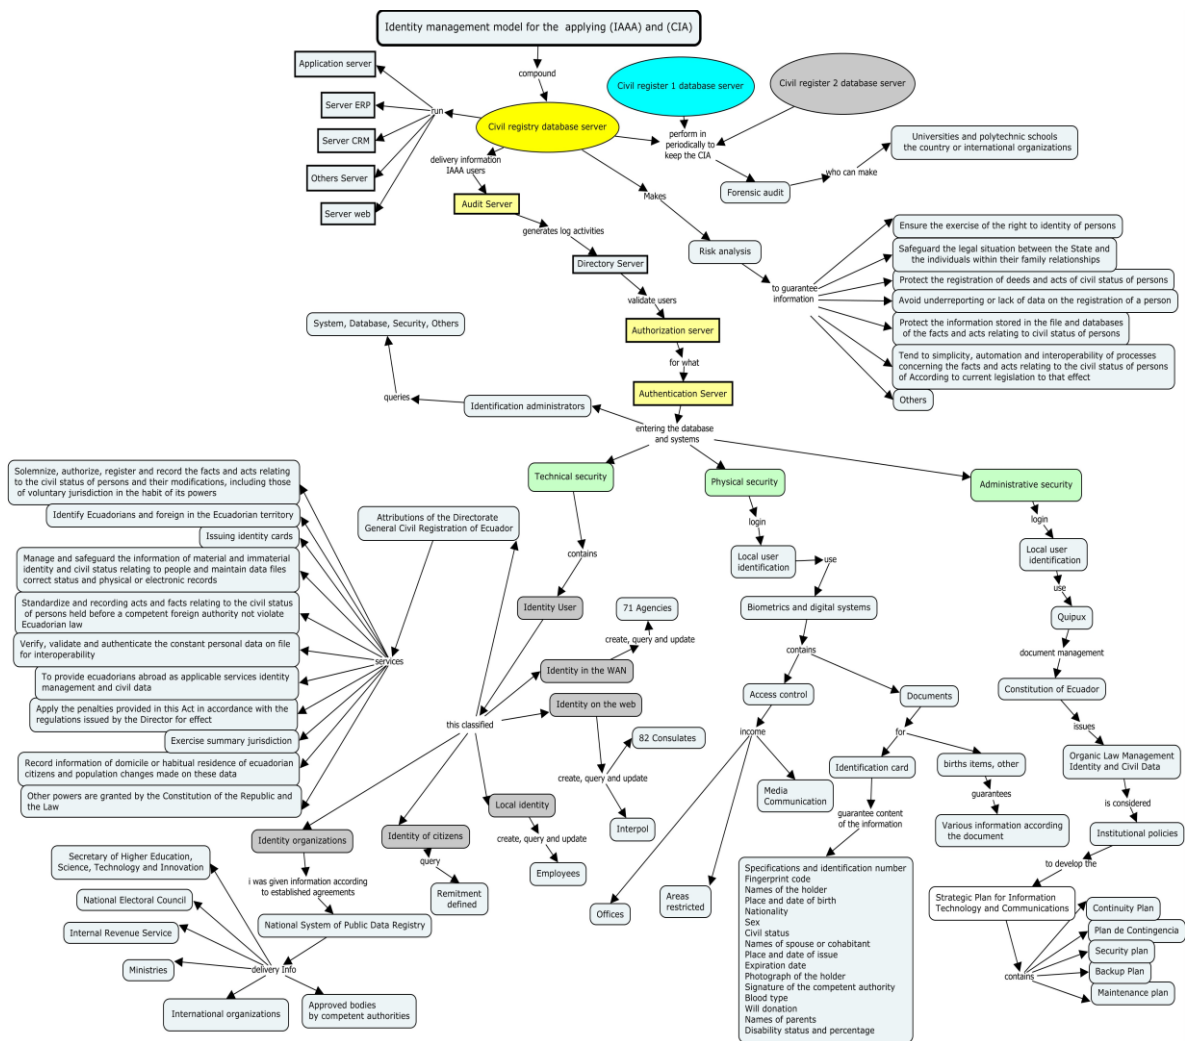 Identity management model for the applying (IAAA) and (CIA)
compound
Civil register 1 database server
Civil register 2 database server
Application server
Server ERP
run
Server CRM
Others Server
Server web
Civil registry database server
perform in
periodically to
keep the CIA
Universities and polytechnic schools
the country or international organizations
who can make
Forensic audit
delivery information
IAAA users
Audit Server
Makes
generates log activities
Risk analysis
Directory Server
to guarantee
information
Ensure the exercise of the right to identity of persons
Safeguard the legal situation between the State and
the individuals within their family relationships
Protect the registration of deeds and acts of civil status of persons
Avoid underreporting or lack of data on the registration of a person
Protect the information stored in the file and databases
of the facts and acts relating to civil status of persons
Tend to simplicity, automation and interoperability of processes
concerning the facts and acts relating to the civil status of persons
of According to current legislation to that effect
Others
validate users
Authorization server
for what
Authentication Server
System, Database, Security, Others
queries
Identification administrators
entering the database
and systems
Technical security
Physical security
Administrative security
Solemnize, authorize, register and record the facts and acts relating
to the civil status of persons and their modifications, including those
of voluntary jurisdiction in the habit of its powers
Identify Ecuadorians and foreign in the Ecuadorian territory
Issuing identity cards
Manage and safeguard the information of material and immaterial
identity and civil status relating to people and maintain data files
correct status and physical or electronic records
Standardize and recording acts and facts relating to the civil status
of persons held before a competent foreign authority not violate
Ecuadorian law
Verify, validate and authenticate the constant personal data on file
for interoperability
To provide ecuadorians abroad as applicable services identity
management and civil data
Apply the penalties provided in this Act in accordance with the
regulations issued by the Director for effect
Exercise summary jurisdiction
Record information of domicile or habitual residence of ecuadorian
citizens and population changes made on these data
Other powers are granted by the Constitution of the Republic and
the Law
services
Attributions of the Directorate
General Civil Registration of Ecuador
contains
Identity User
71 Agencies
create, query and update
Identity in the WAN
Identity on the web
this classified
82 Consulates
create, query and update
Interpol
Local identity
create, query and update
Employees
Identity of citizens
query
Remitment
defined
Identity organizations
i was given information according
to established agreements
National System of Public Data Registry
delivery Info
Secretary of Higher Education,
Science, Technology and Innovation
National Electoral Council
Internal Revenue Service
Ministries
International organizations
Approved bodies
by competent authorities
login
Local user
identification
use
Biometrics and digital systems
contains
Access control
Documents
income
for
Media
Communication
Offices
Areas
restricted
Identification card
births items, other
guarantee content
of the information
guarantees
Various information according
the document
Specifications and identification number
Fingerprint code
Names of the holder
Place and date of birth
Nationality
Sex
Civil status
Names of spouse or cohabitant
Place and date of issue
Expiration date
Photograph of the holder
Signature of the competent authority
Blood type
Will donation
Names of parents
Disability status and percentage
login
Local user
identification
use
Quipux
document management
Constitution of Ecuador
issues
Organic Law Management
Identity and Civil Data
is considered
Institutional policies
to develop the
Strategic Plan for Information
Technology and Communications
contains
Continuity Plan
Plan de Contingencia
Security plan
Backup Plan
Maintenance plan